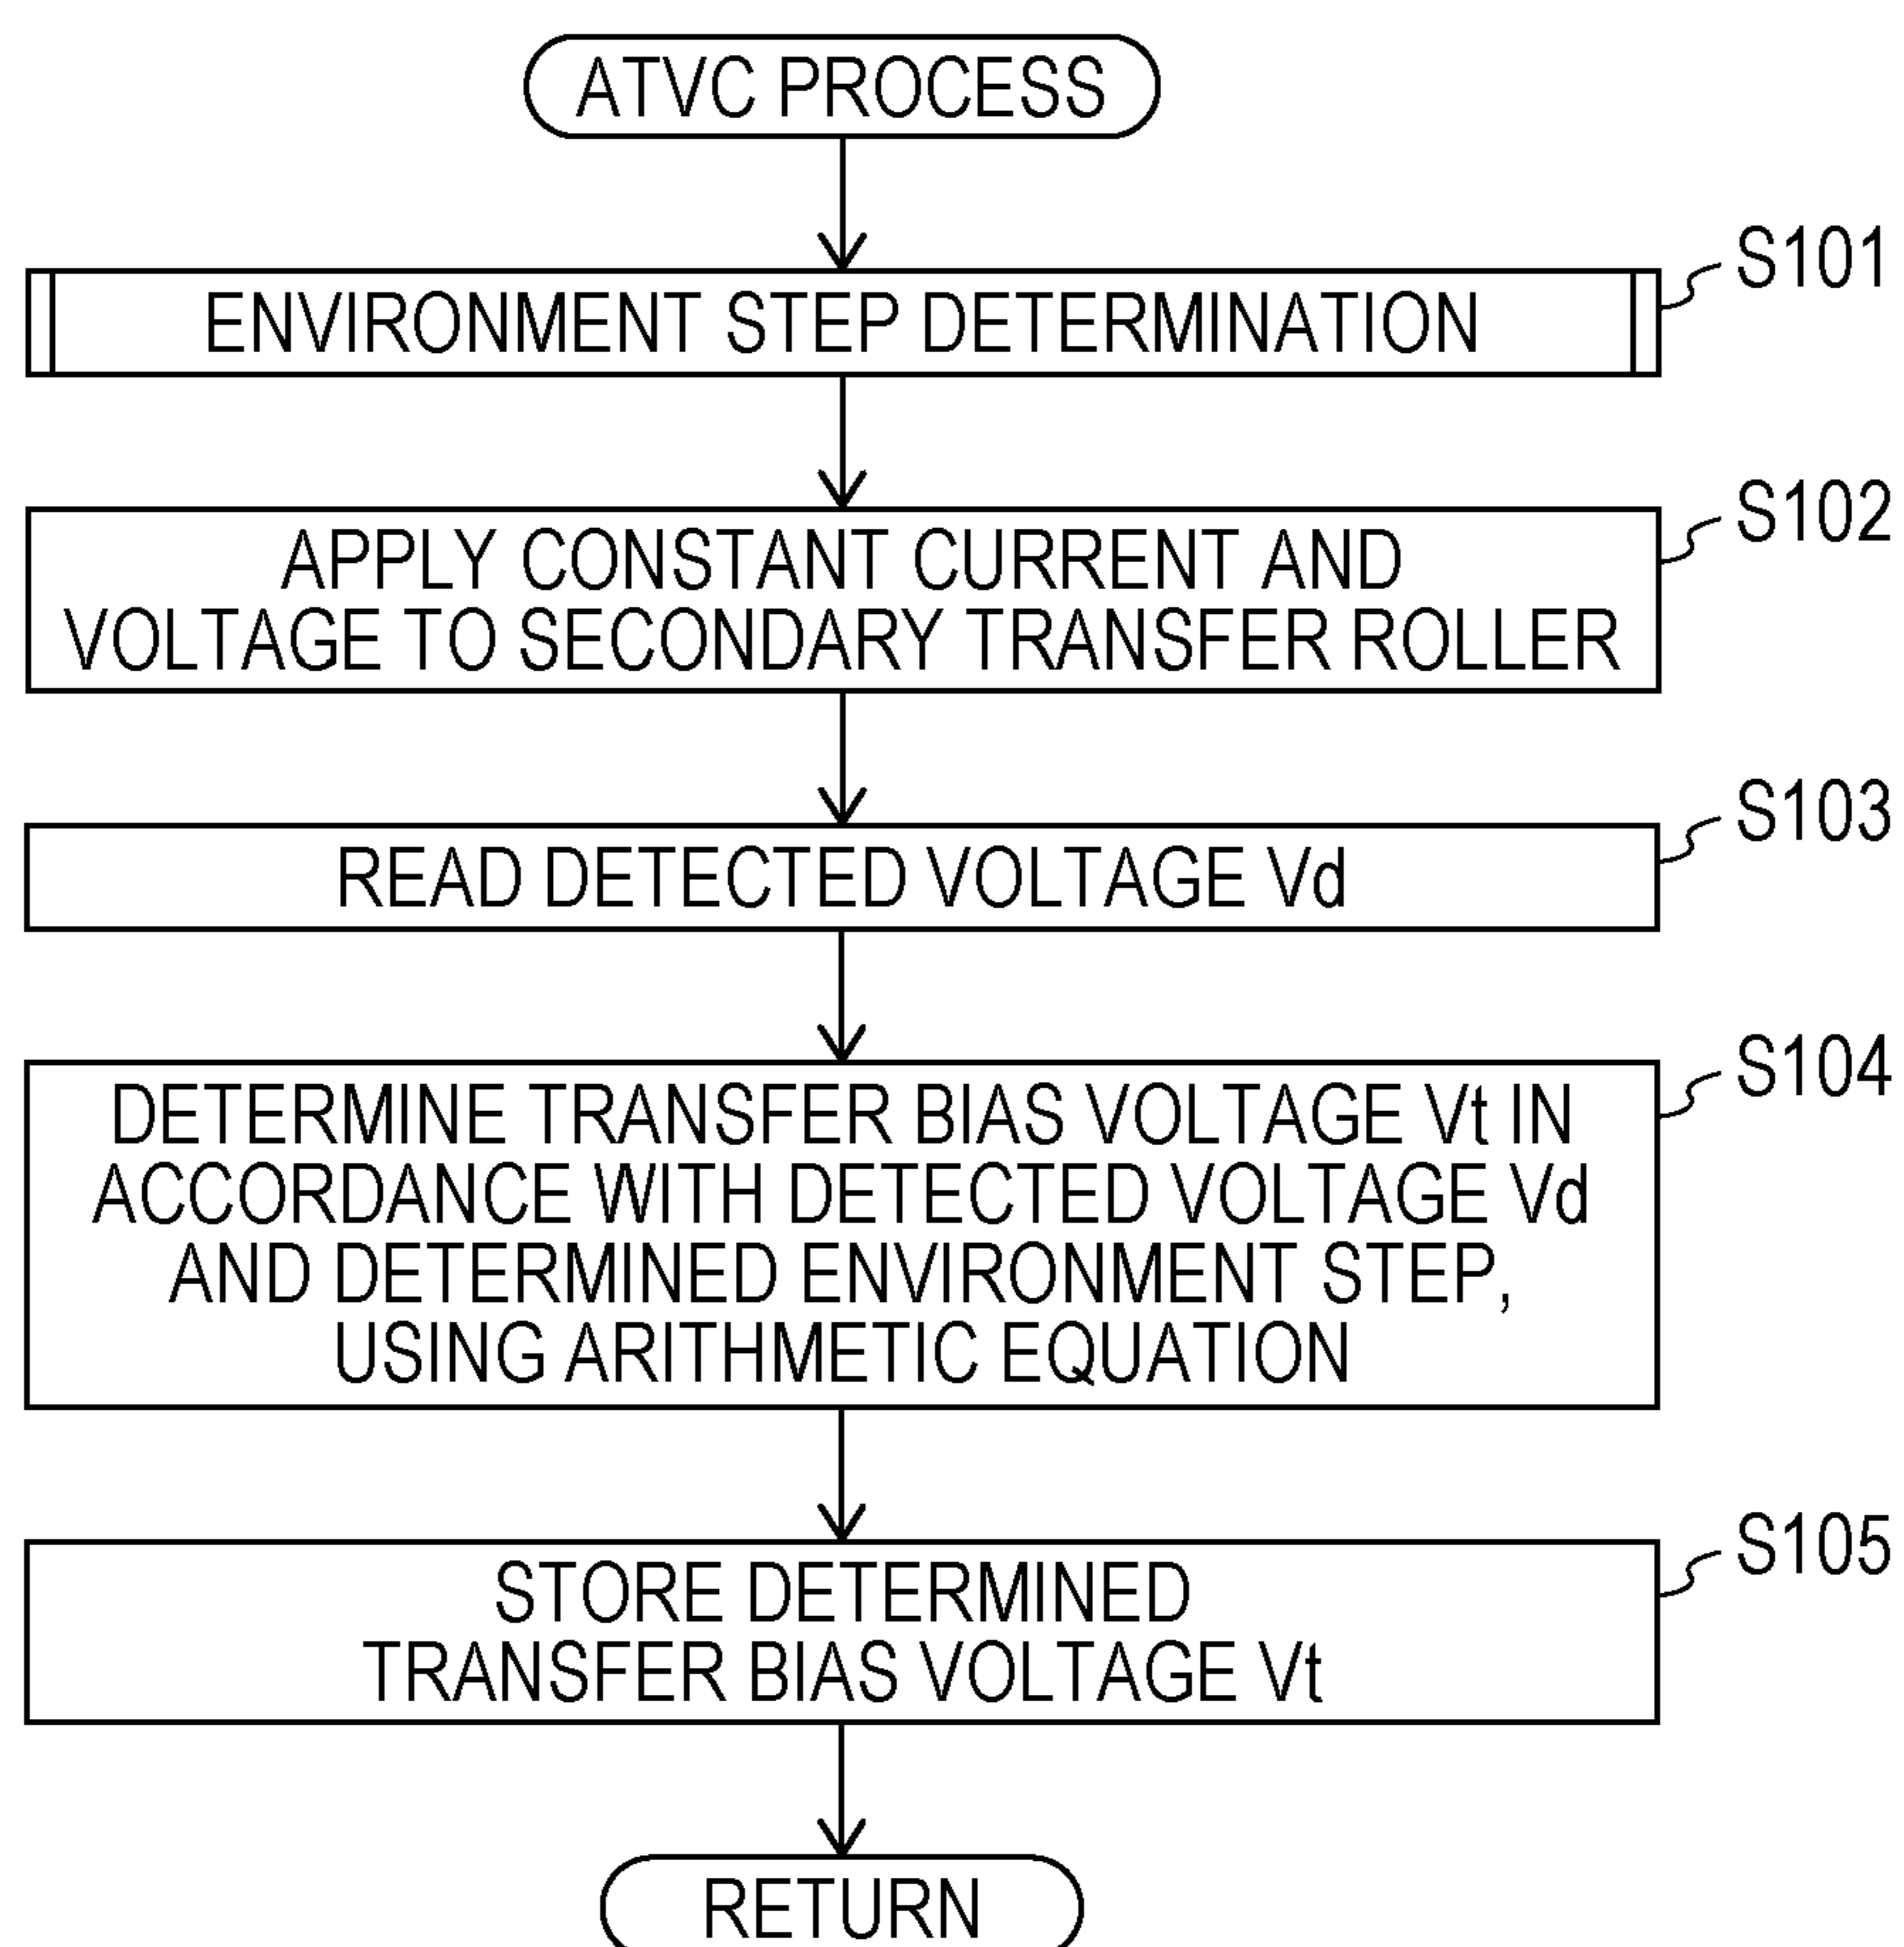 ATVC PROCESS
S101
ENVIRONMENT STEP DETERMINATION
S102
APPLY CONSTANT CURRENT AND
VOLTAGE TO SECONDARY TRANSFER ROLLER
S103
READ DETECTED VOLTAGE Vd
S104
DETERMINE TRANSFER BIAS VOLTAGE Vt IN
ACCORDANCE WITH DETECTED VOLTAGE Vd
AND DETERMINED ENVIRONMENT STEP,
USING ARITHMETIC EQUATION
S105
STORE DETERMINED
TRANSFER BIAS VOLTAGE Vt
RETURN